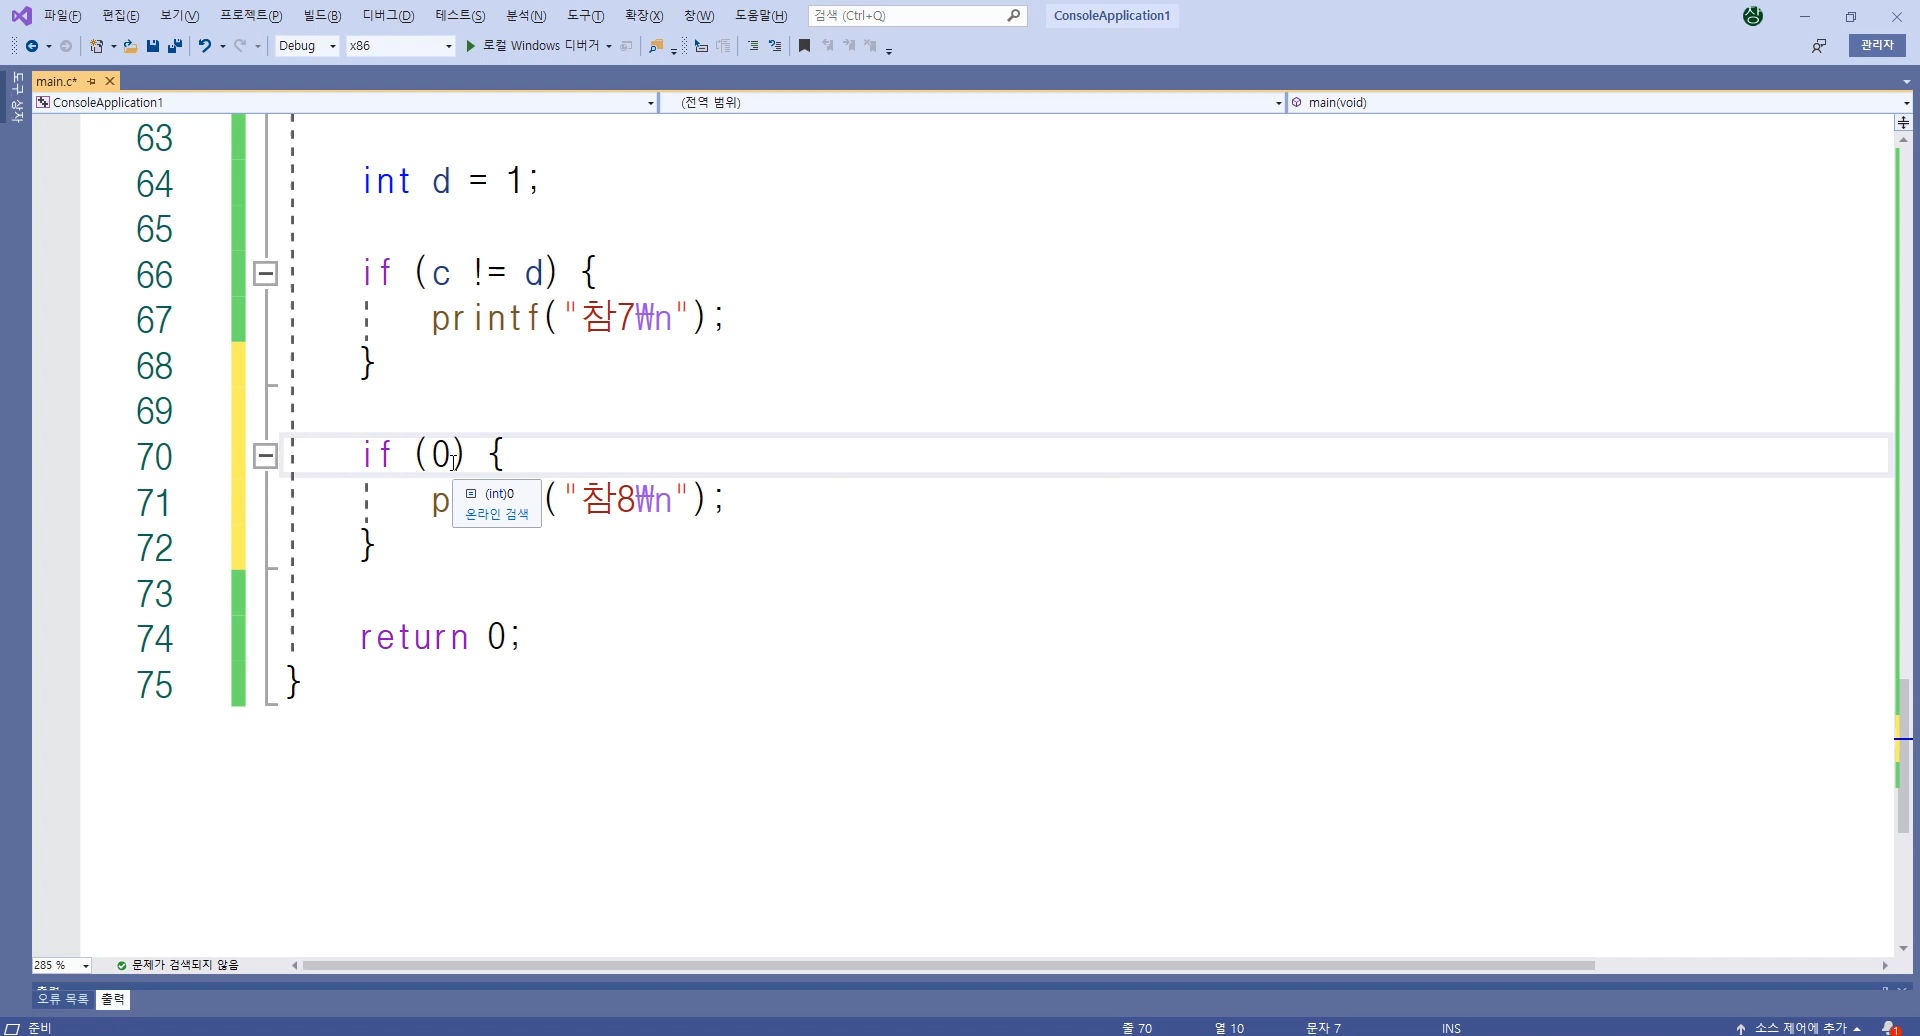 파일(F) 편집(E) 보기(V) 프로젝트(P) 빌드(B) 디버그(D) 테스트(S) 분석(N) 도구(T) 확장(X) 창(W) 도움말(H) 검색 (Ctrl+Q) ConsoleApplication1 상
Debug x86 로컬 Windows 디버거 관리자
도구 상자
main.c*
ConsoleApplication1 (전역 범위) main(void)
63
64 int d = 1;
65
66 if (c != d) {
67 printf("참7₩n");
68 }
69
70 if (0) {
(int)0
71 p ("참8₩n");
온라인 검색
72 }
73
74 return 0;
75 }
285 % 문제가 검색되지 않음
오류 목록 출력
준비 줄 70 열 10 문자 7 INS 소스 제어에 추가 1